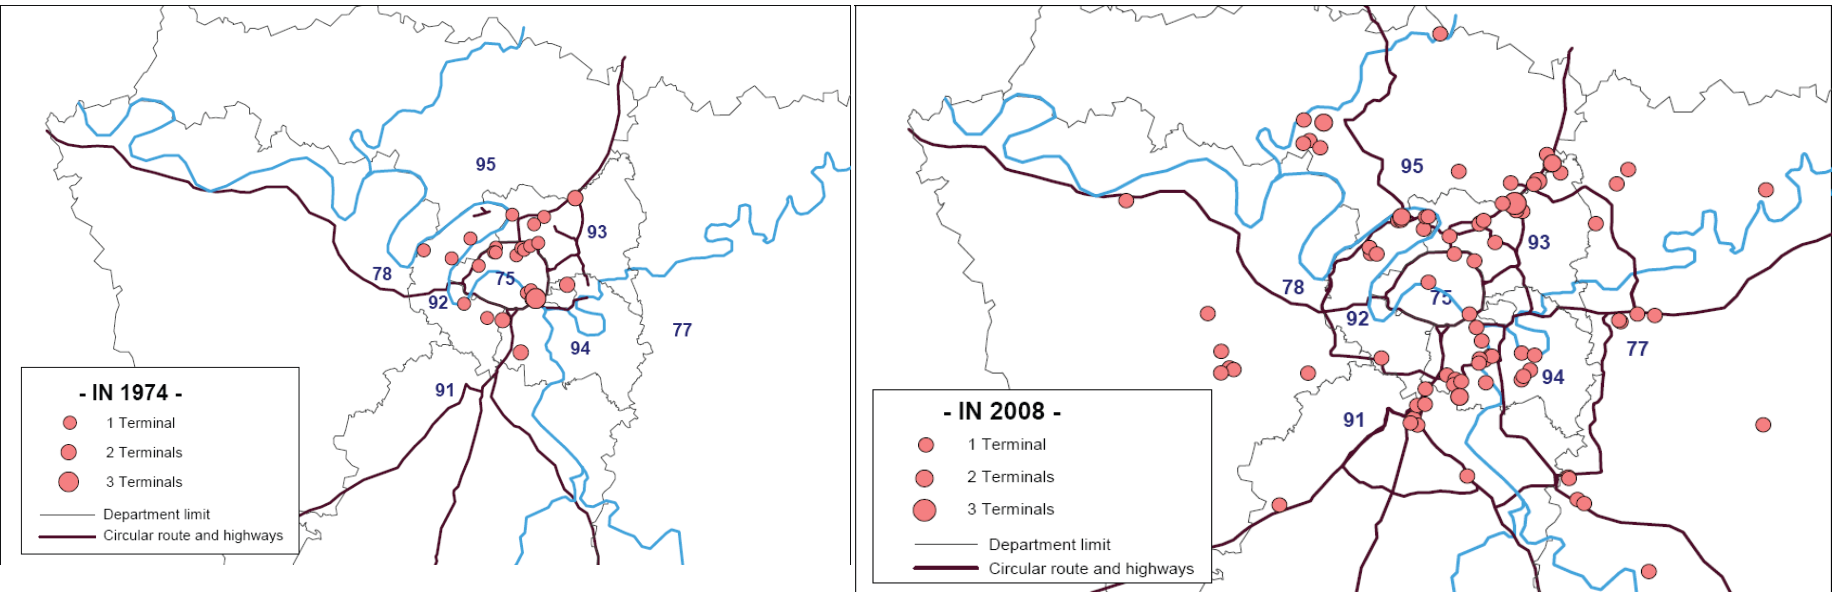 95
93
78
75
92
77
94
91
- IN 1974 -
1 Terminal
2 Terminals
3 Terminals
Department limit
Circular route and highways
95
93
78
75
92
77
94
91
- IN 2008 -
1 Terminal
2 Terminals
3 Terminals
Department limit
Circular route and highways